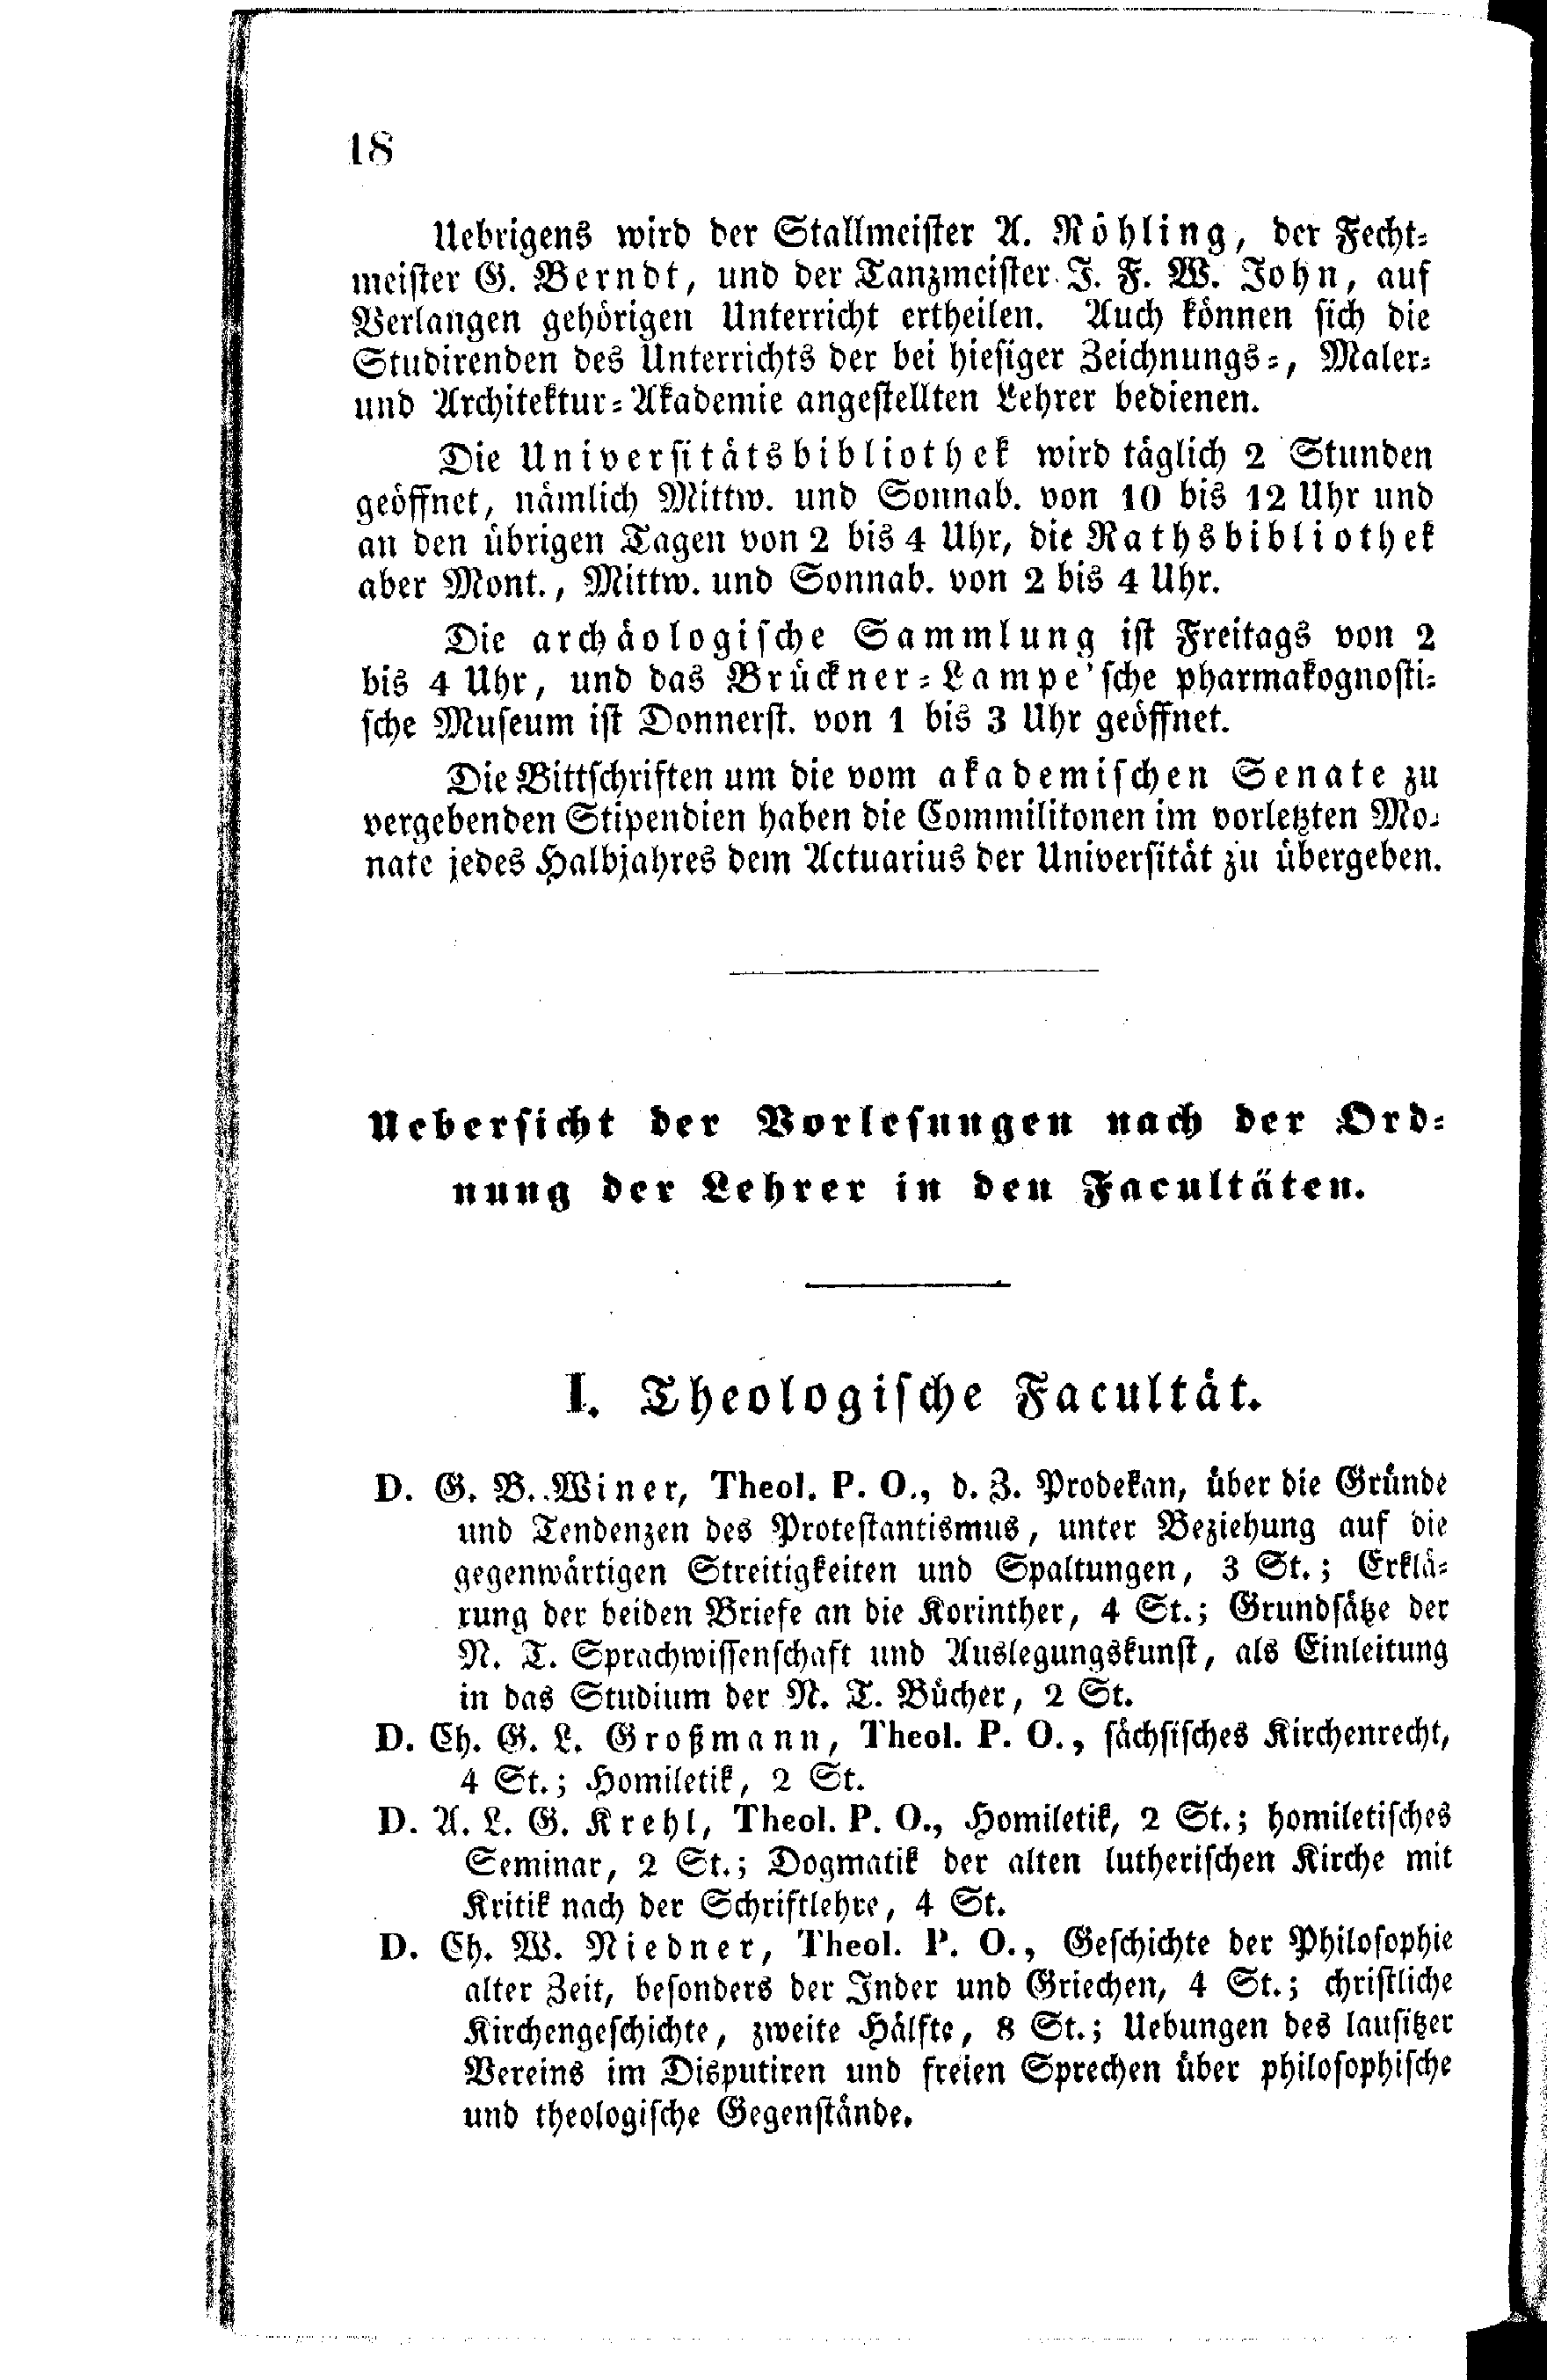 18
Uebrigens wird der Stallmeister A. Röhling, der Fecht-
meister G. Berndt, und der Tanzmeister J. F. W. John, auf
Verlangen gehörigen Unterricht ertheilen. Auch können sich die
Studirenden des Unterrichts der bei hiesiger Zeichnungs-, Maler-
und Architektur-Akademie angestellten Lehrer bedienen.
Die Universitätsbibliothek wird täglich 2 Stunden
geöffnet, nämlich Mittw. und Sonnab. von 10 bis 12 Uhr und
an den übrigen Tagen von 2 bis 4 Uhr, die Rathsbibliothek
aber Mont., Mittw. und Sonnab. von 2 bis 4 Uhr.
Die archäologische Sammlung ist Freitags von 2
bis 4 Uhr, und das Brückner-Lampe'sche pharmakognosti-
sche Museum ist Donnerst. von 1 bis 3 Uhr geöffnet.
Die Bittschriften um die vom akademischen Senate zu
vergebenden Stipendien haben die Commilitonen im vorletzten Mo-
nate jedes Halbjahres dem Actuarius der Universität zu übergeben.
Uebersicht der Vorlesungen nach der Ord-
nung der Lehrer in den Facultäten.
I. Theologische Facultät.
D. G. B. Winer, Theol. P. O., d. Z. Prodekan, über die Gründe
und Tendenzen des Protestantismus, unter Beziehung auf die
gegenwärtigen Streitigkeiten und Spaltungen, 3 St.; Erklä-
rung der beiden Briefe an die Korinther, 4 St.; Grundsätze der
N. T. Sprachwissenschaft und Auslegungskunst, als Einleitung
in das Studium der N. T. Bücher, 2 St.
D. Ch. G. L. Großmann, Theol. P. O., sächsisches Kirchenrecht,
4 St.; Homiletik, 2 St.
D. A. L. G. Krehl, Theol. P. O., Homiletik, 2 St.; homiletisches
Seminar, 2 St.; Dogmatik der alten lutherischen Kirche mit
Kritik nach der Schriftlehre, 4 St.
D. Ch. W. Niedner, Theol. P. O., Geschichte der Philosophie
alter Zeit, besonders der Inder und Griechen, 4 St.; christliche
Kirchengeschichte, zweite Hälfte, 8 St.; Uebungen des lausitzer
Vereins im Disputiren und freien Sprechen über philosophische
und theologische Gegenstände.